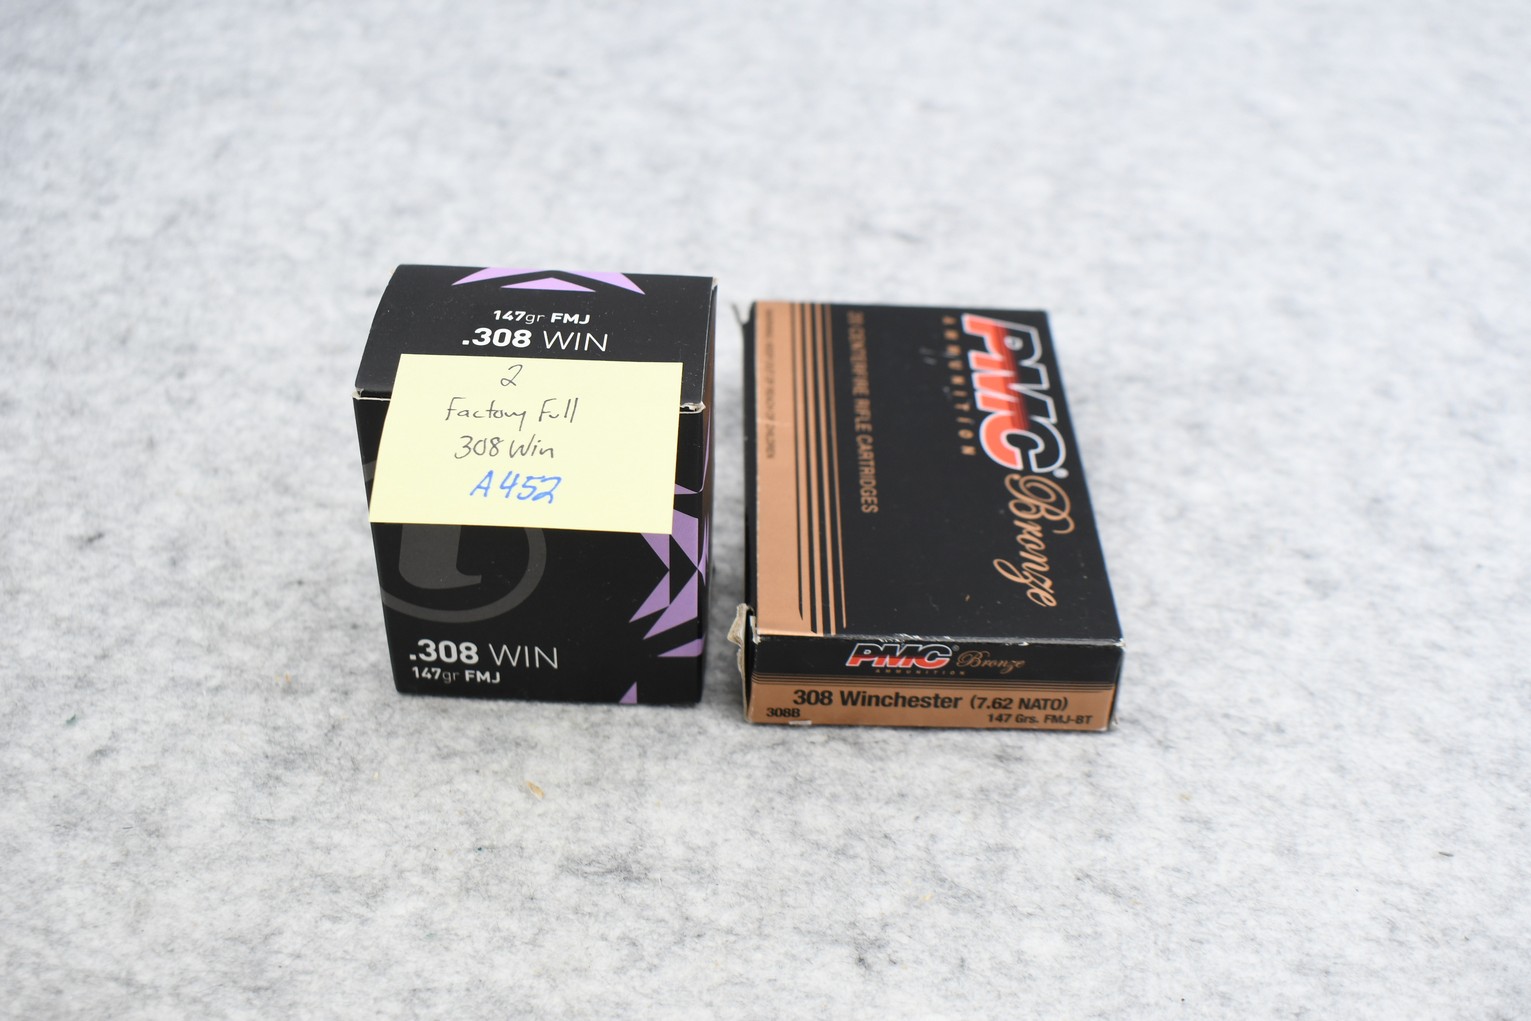 147gr FMJ
.308 WIN
2
Factory Full
308 Win
A452
.308 WIN
147gr FMJ
20 CENTERFIRE RIFLE CARTRIDGES
PMC® Bronze
AMMUNITION
PMC® Bronze
AMMUNITION
308 Winchester (7.62 NATO)
308B
147 Grs. FMJ-BT